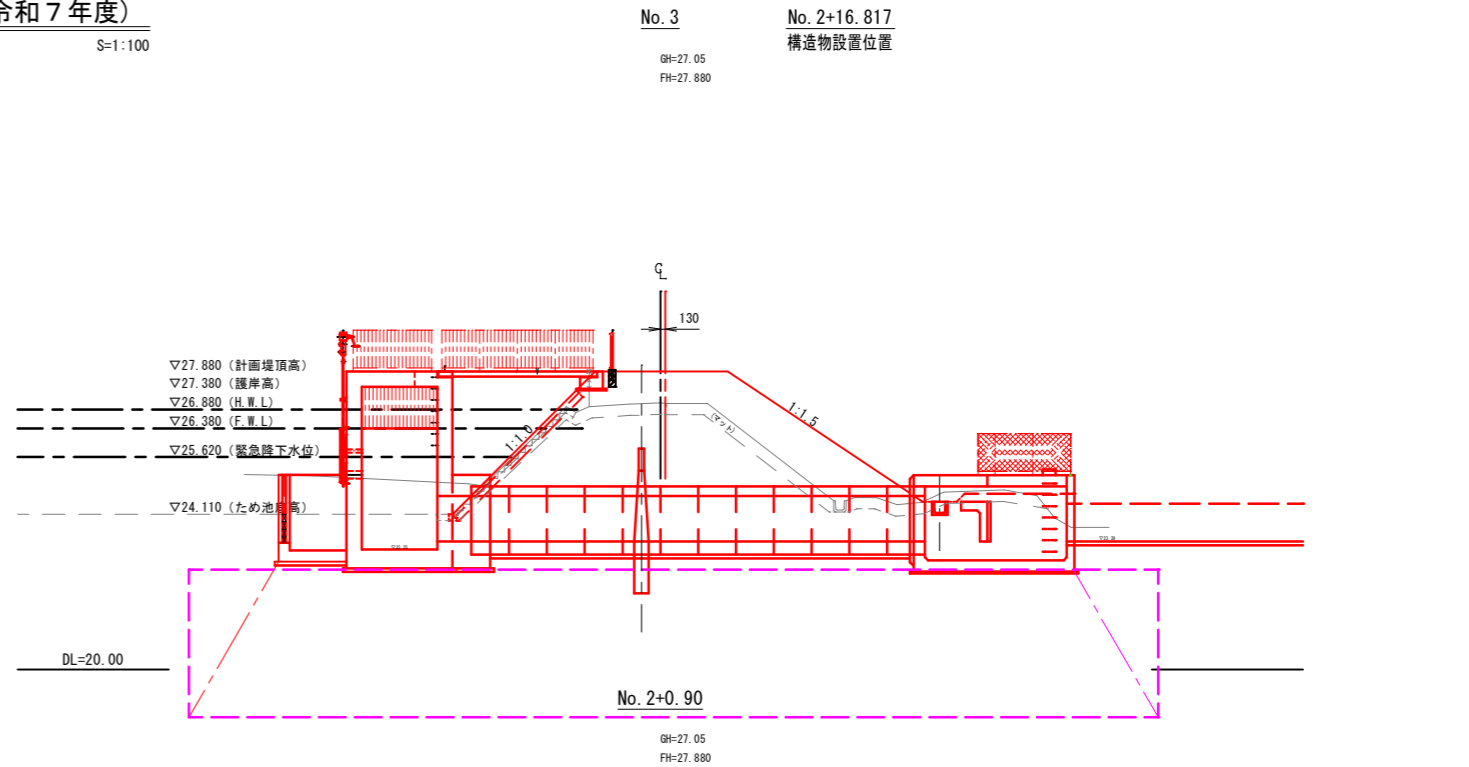 令和７年度)
S=1:100
No. 3
No. 2+16.817
構造物設置位置
GH=27.05
FH=27.880
℄
130
▽27.880 (計画堤頂高)
▽27.380 (護岸高)
▽26.880 (H.W.L)
▽26.380 (F.W.L)
▽25.620 (緊急降下水位)
▽24.110 (ため池底高)
1:1.0
(マット)
1:1.5
DL=20.00
No. 2+0.90
GH=27.05
FH=27.880